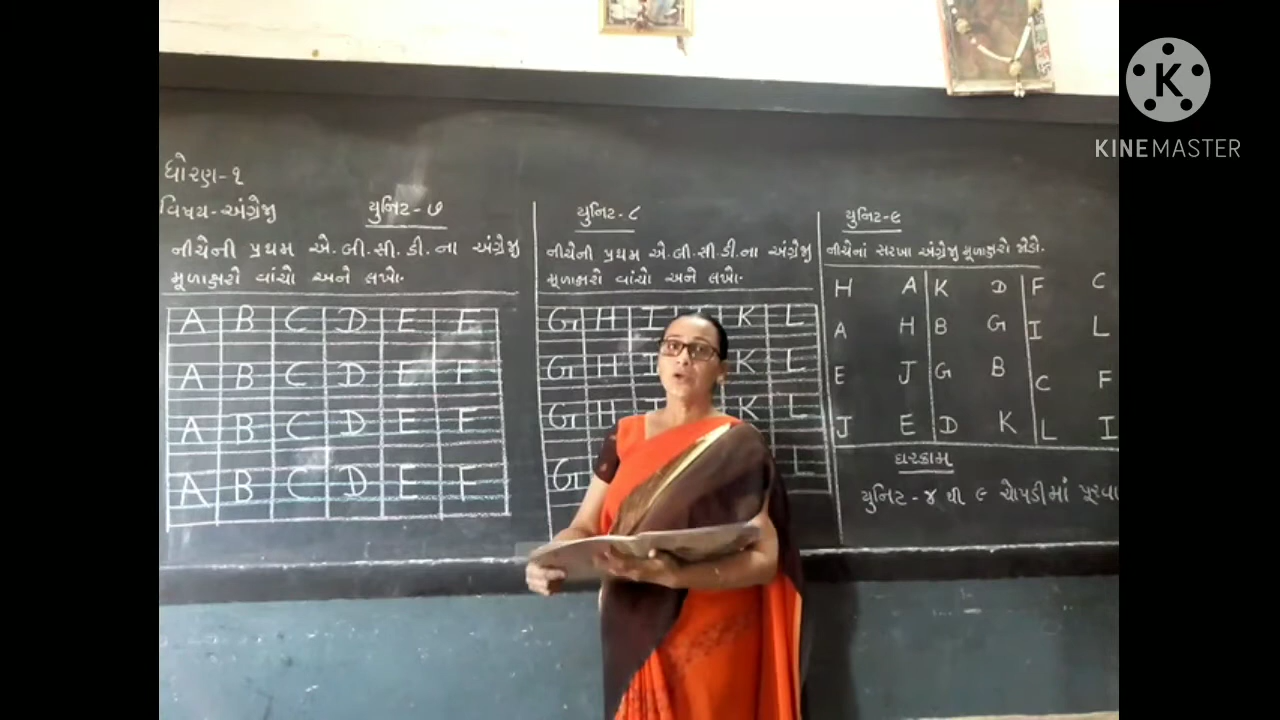 ધોરણ-૧
વિષય-અંગ્રેજી
યુનિટ-૭
નીચેની પ્રથમ એ.બી.સી.ડી.ના અંગ્રેજી
મૂળાક્ષરો વાંચો અને લખો.
A B C D E F
A B C D E F
A B C D E F
A B C D E F
યુનિટ-૮
નીચેની પ્રથમ એ.બી.સી.ડી.ના અંગ્રેજી
મૂળાક્ષરો વાંચો અને લખો.
G H I K L
G H I K L
G H I K L
G
યુનિટ-૯
નીચેનાં સરખા અંગ્રેજી મૂળાક્ષરો જોડો.
H A K D F C
A H B G I L
E J G B C F
J E D K L I
ઘરકામ
યુનિટ-૪ થી ૯ ચોપડીમાં પૂરવા
KINEMASTER